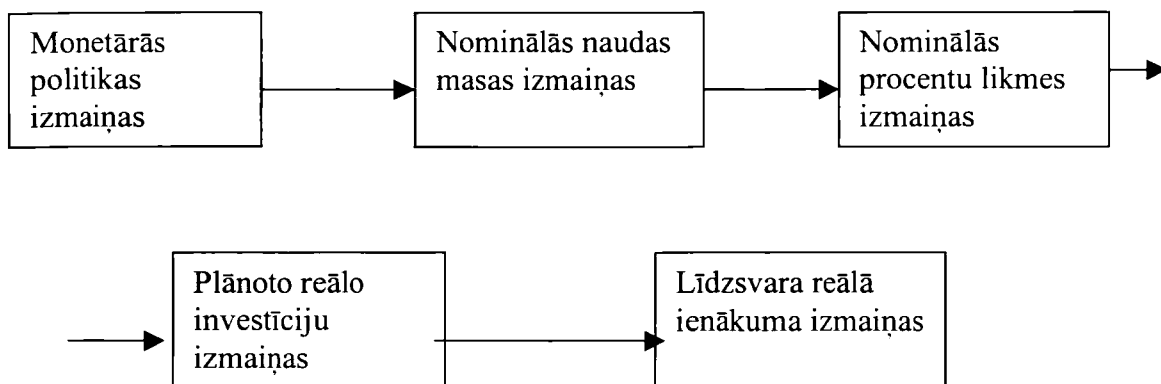 Monetārās
politikas
izmaiņas
Nominālās naudas
masas izmaiņas
Nominālās
procentu likmes
izmaiņas
Plānoto reālo
investīciju
izmaiņas
Līdzsvara reālā
ienākuma izmaiņas